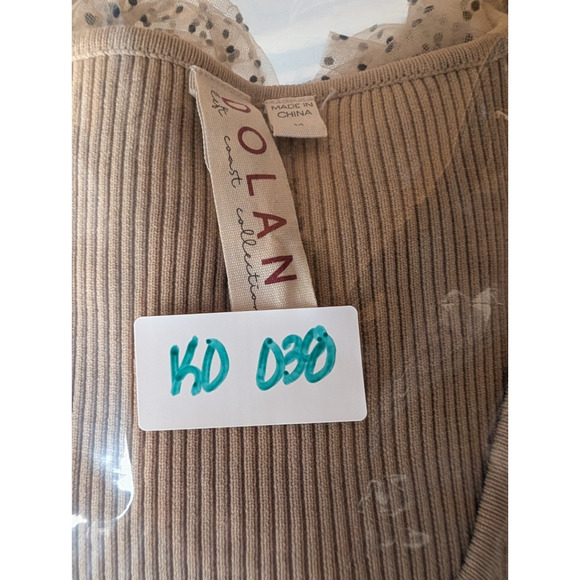 DOLAN
left coast collection
MADE IN
CHINA
KD 030